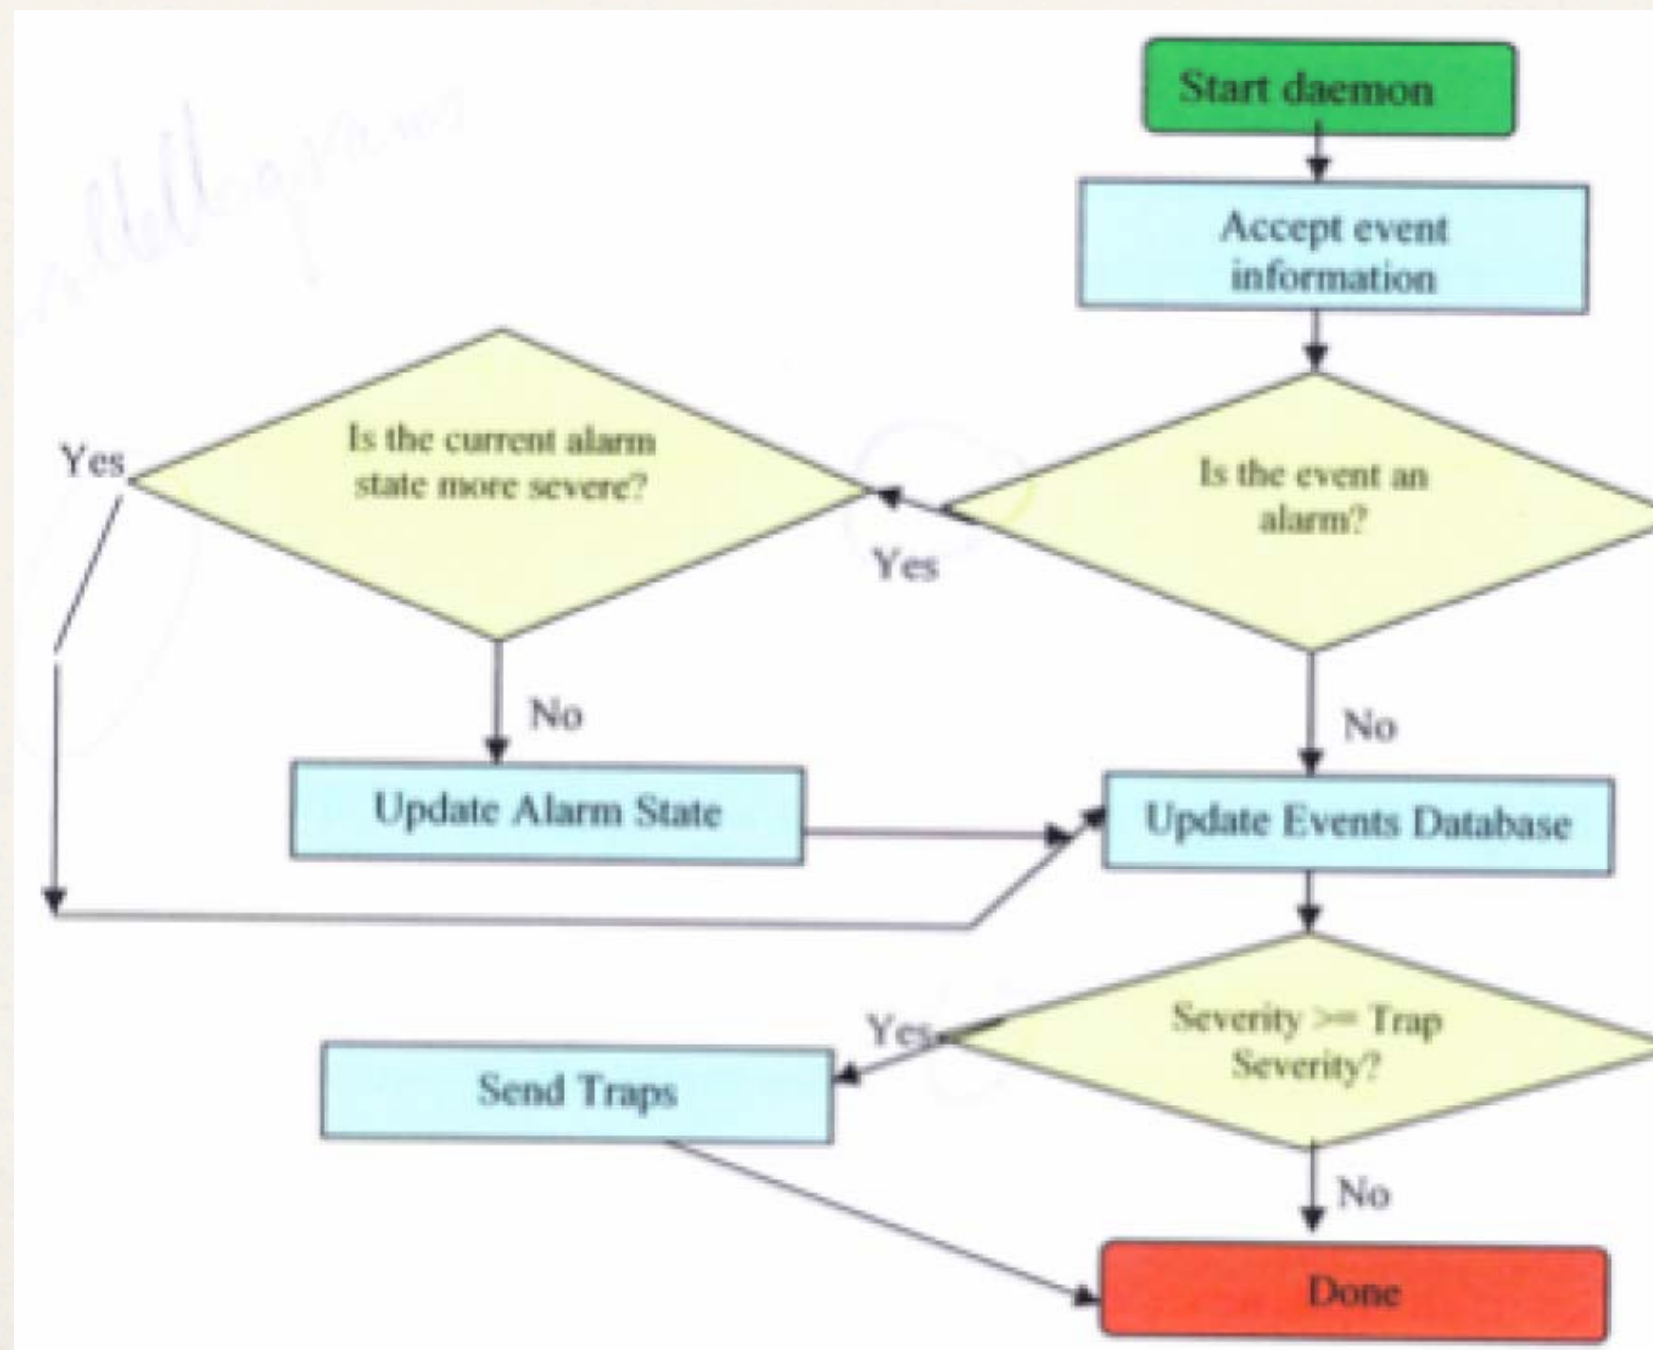 Start daemon
Accept event
information
Is the event an
alarm?
Yes
No
Is the current alarm
state more severe?
Yes
No
Update Alarm State
Update Events Database
Severity >= Trap
Severity?
Yes
No
Send Traps
Done